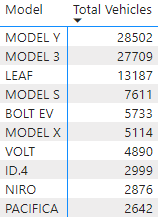 Model Total Vehicles
MODEL Y 28502
MODEL 3 27709
LEAF 13187
MODEL S 7611
BOLT EV 5733
MODEL X 5114
VOLT 4890
ID.4 2999
NIRO 2876
PACIFICA 2642